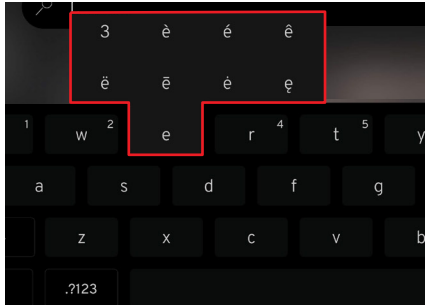 3 è é ê
ë ē ė ę
1 w 2 e r 4 t 5 y
a s d f g
z x c v b
.?123